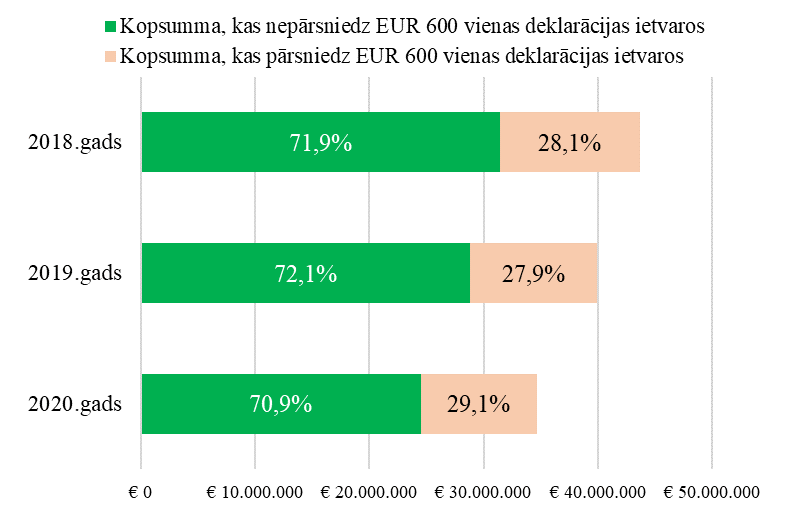 Kopsumma, kas nepārsniedz EUR 600 vienas deklarācijas ietvaros
Kopsumma, kas pārsniedz EUR 600 vienas deklarācijas ietvaros
2018.gads 71,9% 28,1%
2019.gads 72,1% 27,9%
2020.gads 70,9% 29,1%
€ 0 € 10.000.000 € 20.000.000 € 30.000.000 € 40.000.000 € 50.000.000